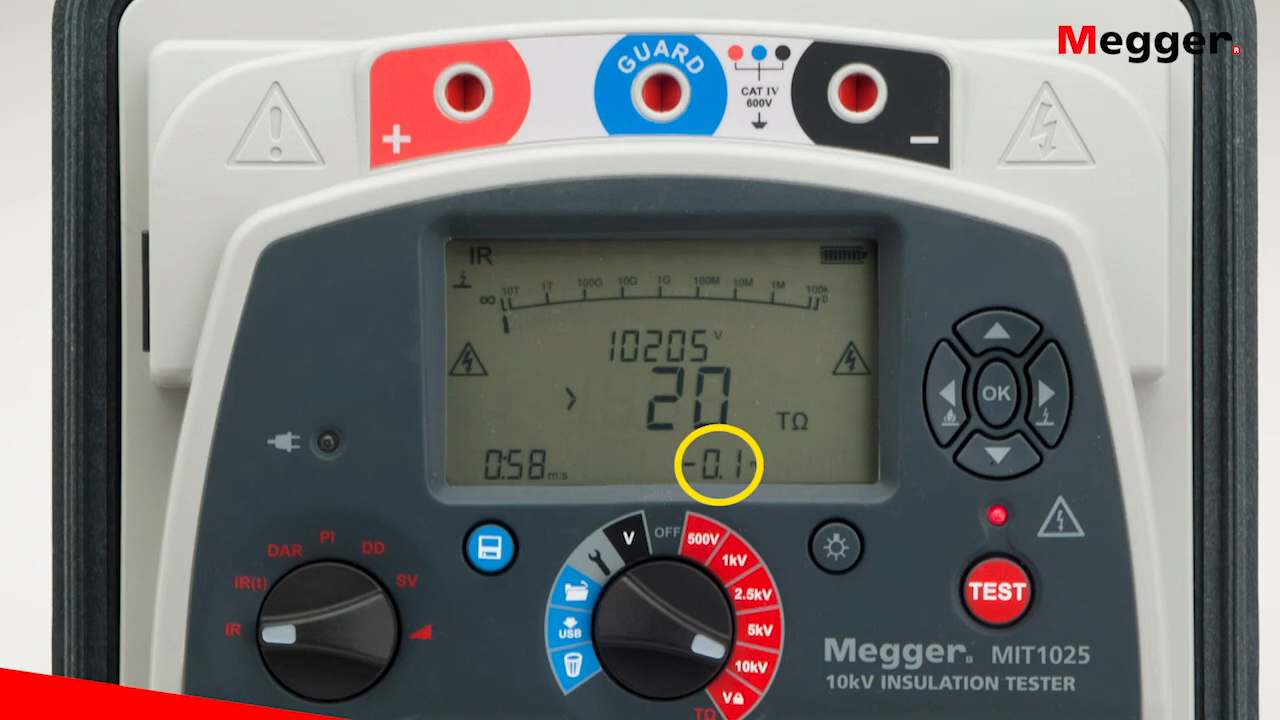 Megger.
GUARD
CAT IV
600V
+
−
IR
10T 1T 100G 10G 1G 100M 10M 1M 100k
∞ 0
10205 V
> 20 TΩ
0:58 m:s
-0.1
OK
DAR PI DD
IR(t) SV
IR
V OFF 500V
1kV
2.5kV
USB 5kV
10kV
V
TΩ
TEST
Megger. MIT1025
10kV INSULATION TESTER